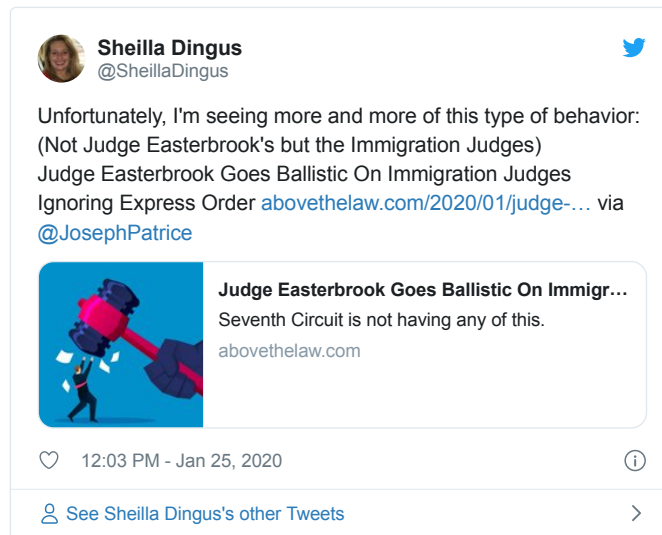 Sheilla Dingus
@SheillaDingus
Unfortunately, I'm seeing more and more of this type of behavior:
(Not Judge Easterbrook's but the Immigration Judges)
Judge Easterbrook Goes Ballistic On Immigration Judges
Ignoring Express Order abovethelaw.com/2020/01/judge-… via
@JosephPatrice
Judge Easterbrook Goes Ballistic On Immigr…
Seventh Circuit is not having any of this.
abovethelaw.com
12:03 PM - Jan 25, 2020
See Sheilla Dingus's other Tweets